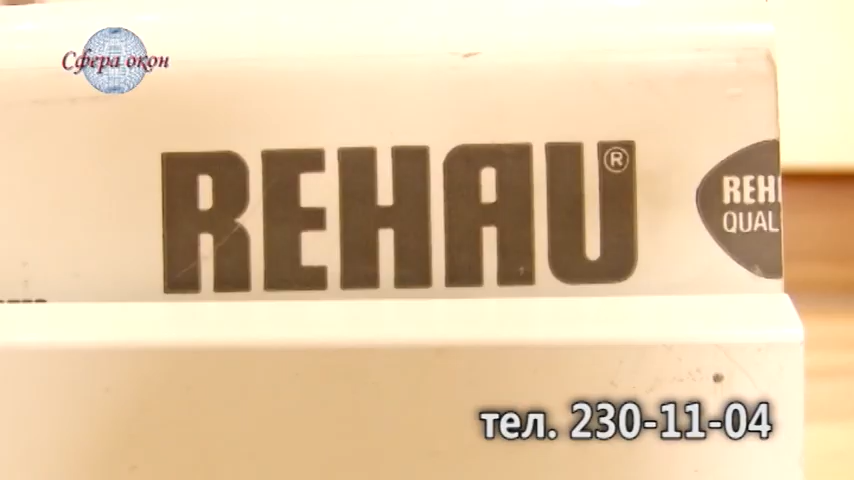 Сфера окон
REHAU®
REH
QUAL
тел. 230-11-04